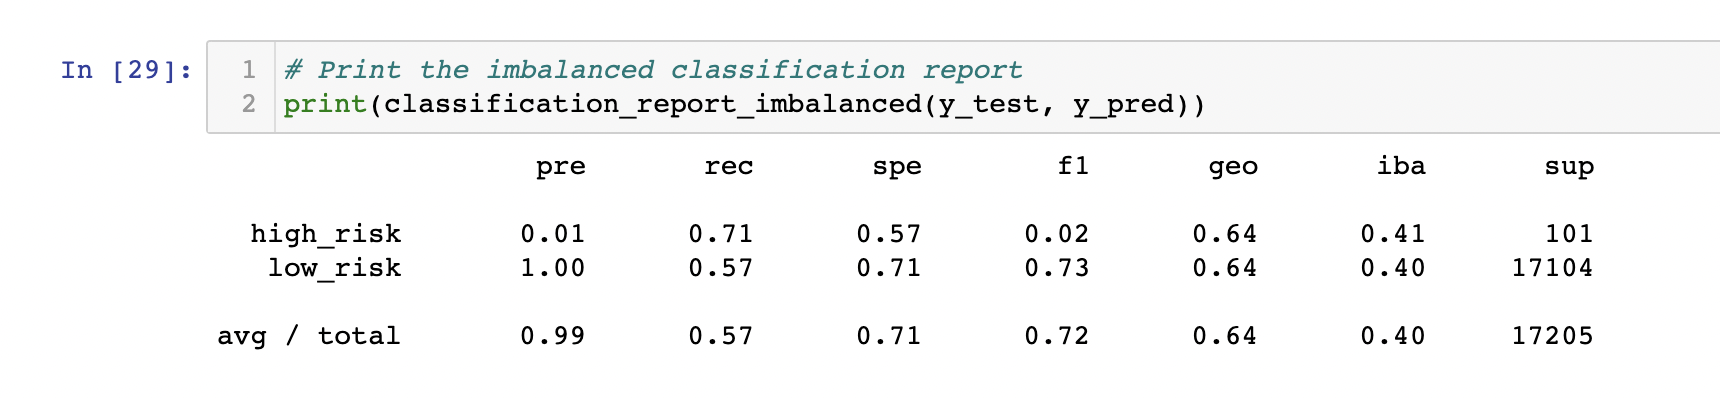 In [29]:
1 # Print the imbalanced classification report
2 print(classification_report_imbalanced(y_test, y_pred))
pre rec spe f1 geo iba sup
high_risk 0.01 0.71 0.57 0.02 0.64 0.41 101
low_risk 1.00 0.57 0.71 0.73 0.64 0.40 17104
avg / total 0.99 0.57 0.71 0.72 0.64 0.40 17205